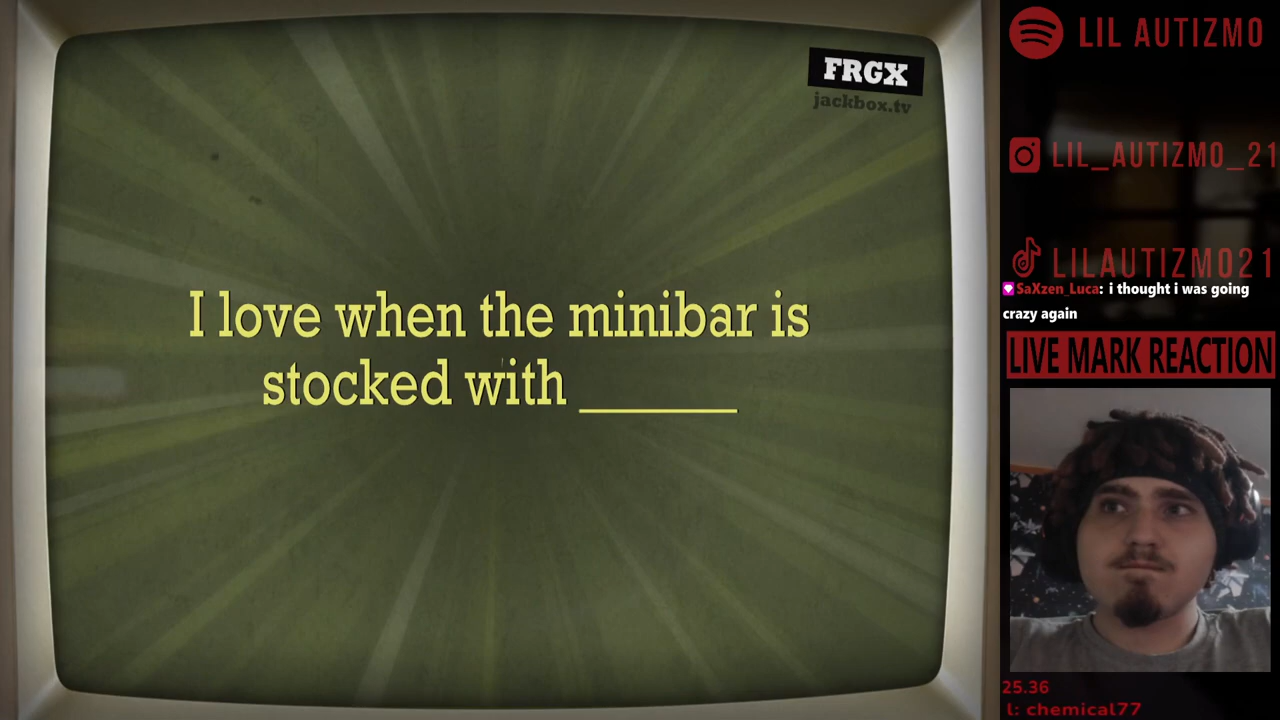 FRGX
jackbox.tv
I love when the minibar is
stocked with ______
LIL AUTIZMO
LIL_AUTIZMO_21
LILAUTIZMO21
SaXzen_Luca: i thought i was going
crazy again
LIVE MARK REACTION
25.36
l: chemical77